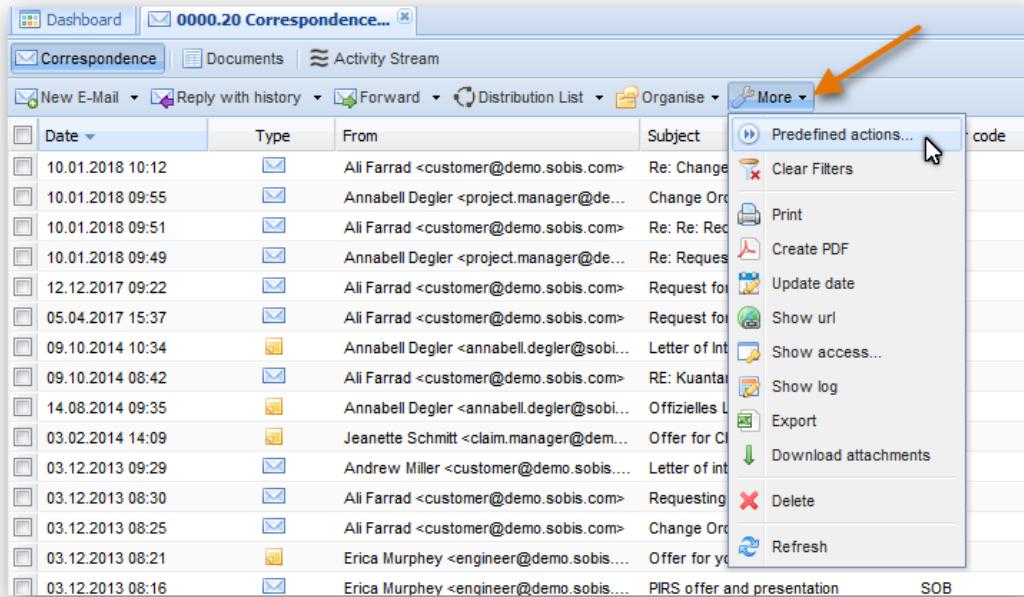 Dashboard 0000.20 Correspondence...
Correspondence Documents Activity Stream
New E-Mail Reply with history Forward Distribution List Organise More
Date Type From Subject code
Predefined actions...
Clear Filters
Print
Create PDF
Update date
Show url
Show access...
Show log
Export
Download attachments
Delete
Refresh
10.01.2018 10:12 Ali Farrad <customer@demo.sobis.com> Re: Change
10.01.2018 09:55 Annabell Degler <project.manager@de... Change
10.01.2018 09:51 Ali Farrad <customer@demo.sobis.com> Re: Re:
10.01.2018 09:49 Annabell Degler <project.manager@de... Re:
12.12.2017 09:22 Ali Farrad <customer@demo.sobis.com> Request
05.04.2017 15:37 Ali Farrad <customer@demo.sobis.com> Request
09.10.2014 10:34 Annabell Degler <annabell.degler@sobi... Letter of
09.10.2014 08:42 Ali Farrad <customer@demo.sobis.com> RE:
14.08.2014 09:35 Annabell Degler <annabell.degler@sobi... Offizielles
03.02.2014 14:09 Jeanette Schmitt <claim.manager@dem... Offer for
03.12.2013 09:29 Andrew Miller <customer@demo.sobis.... Letter of int
03.12.2013 08:30 Ali Farrad <customer@demo.sobis.com> Requesting
03.12.2013 08:25 Ali Farrad <customer@demo.sobis.com> Change
03.12.2013 08:21 Erica Murphey <engineer@demo.sobis.... Offer for
03.12.2013 08:16 Erica Murphey <engineer@demo.sobis.... PIRS offer and presentation SOB